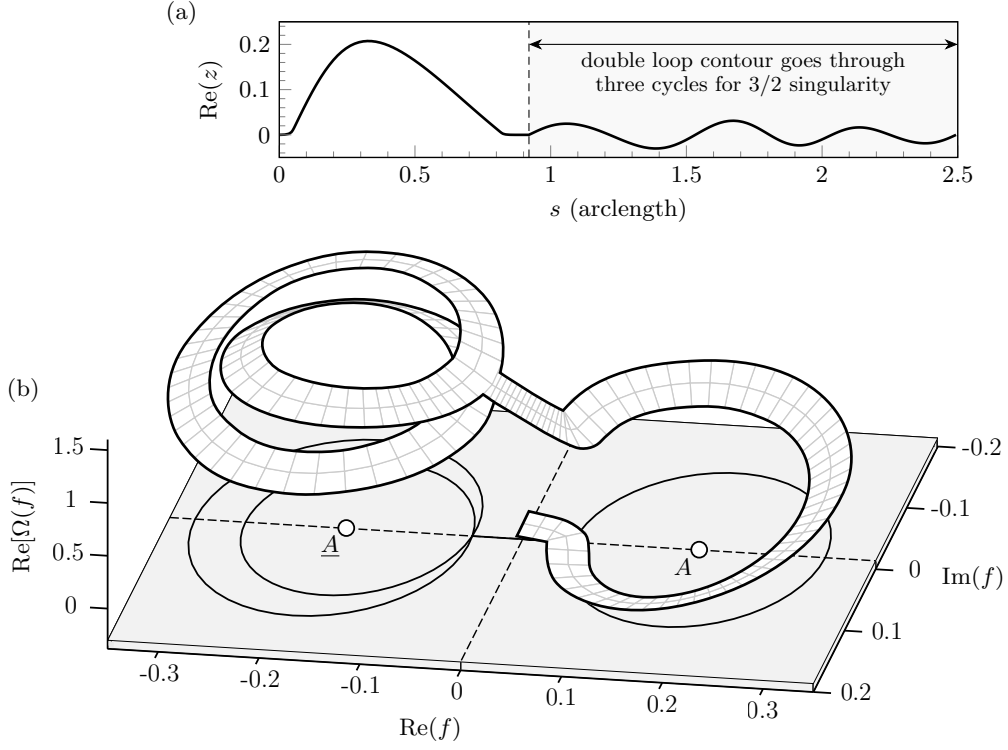 (a)
0.2
0.1
0
Re(z)
double loop contour goes through
three cycles for 3/2 singularity
0 0.5 1 1.5 2 2.5
s (arclength)
(b)
1.5
1
0.5
0
Re[Ω(f)]
A
A
-0.2
-0.1
0
0.1
0.2
Im(f)
-0.3 -0.2 -0.1 0 0.1 0.2 0.3
Re(f)